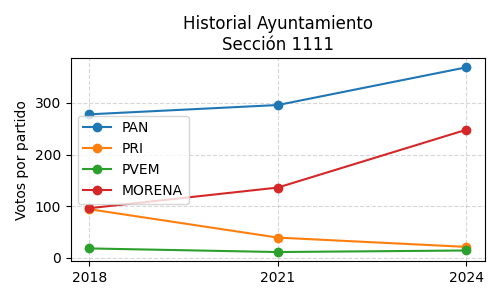 Historial Ayuntamiento
Sección 1111
Votos por partido
300
200
100
0
PAN
PRI
PVEM
MORENA
2018
2021
2024